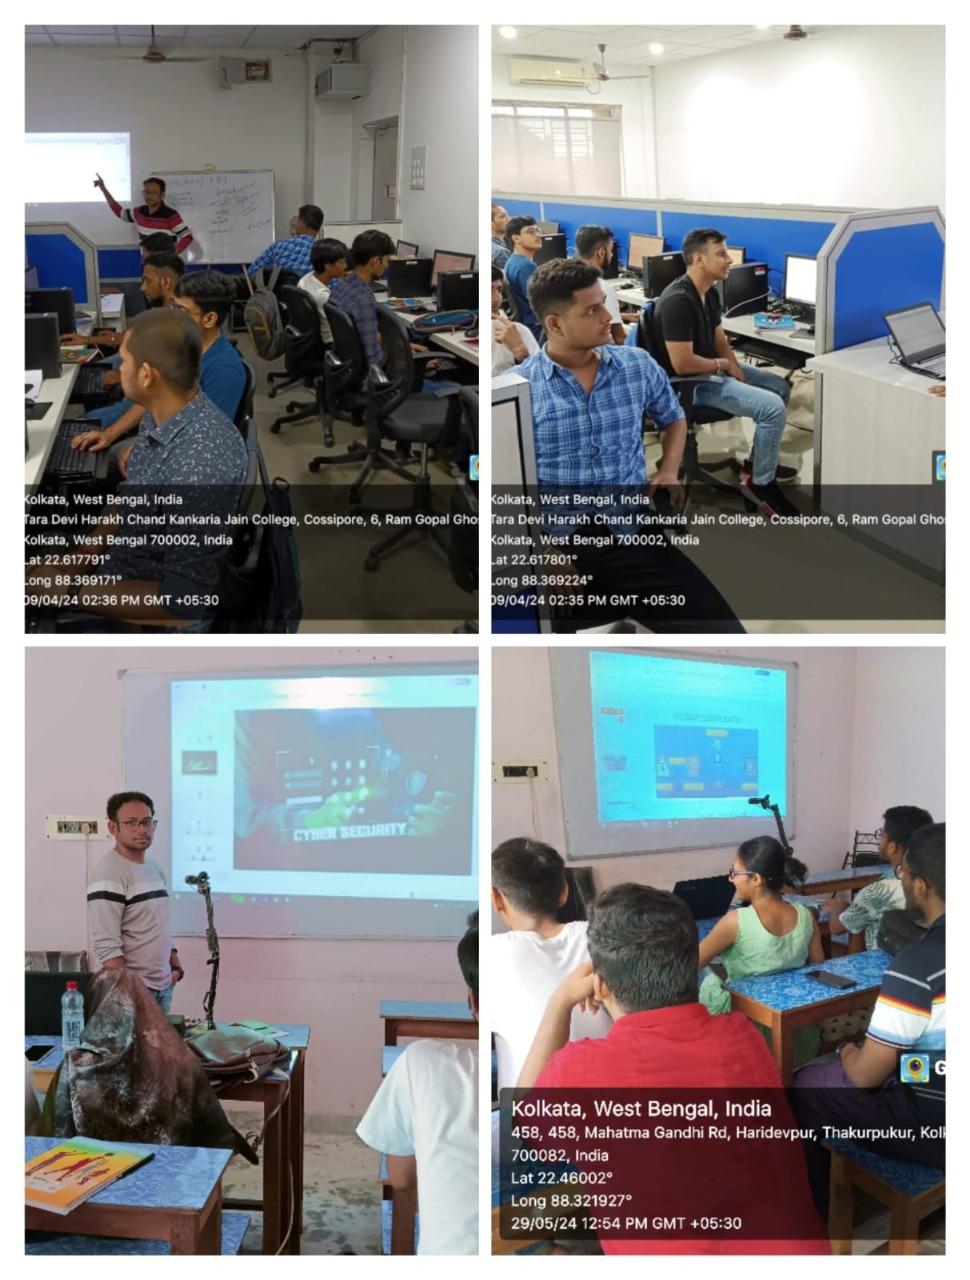 Kolkata, West Bengal, India
Tara Devi Harakh Chand Kankaria Jain College, Cossipore, 6, Ram Gopal Gho
Kolkata, West Bengal 700002, India
Lat 22.617791°
Long 88.369171°
09/04/24 02:36 PM GMT +05:30
Kolkata, West Bengal, India
Tara Devi Harakh Chand Kankaria Jain College, Cossipore, 6, Ram Gopal Gho
Kolkata, West Bengal 700002, India
Lat 22.617801°
Long 88.369224°
09/04/24 02:35 PM GMT +05:30
CYBER SECURITY
G
Kolkata, West Bengal, India
458, 458, Mahatma Gandhi Rd, Haridevpur, Thakurpukur, Kol
700082, India
Lat 22.46002°
Long 88.321927°
29/05/24 12:54 PM GMT +05:30